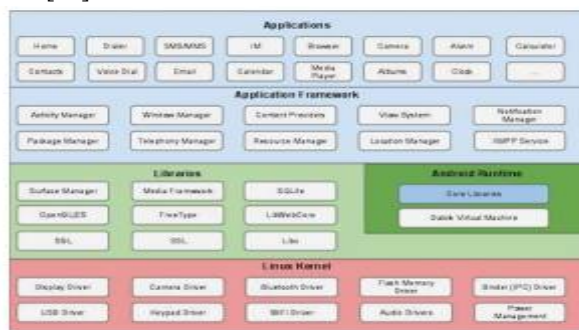 Applications
Home Dialer SMS/MMS IM Browser Camera Alarm Calculator
Contacts Voice Dial Email Calendar Media Player Albums Clock ...
Application Framework
Activity Manager Window Manager Content Providers View System Notification Manager
Package Manager Telephony Manager Resource Manager Location Manager XMPP Service
Libraries Android Runtime
Surface Manager Media Framework SQLite Core Libraries
OpenGL|ES FreeType LibWebCore Dalvik Virtual Machine
SGL SSL Libc
Linux Kernel
Display Driver Camera Driver Bluetooth Driver Flash Memory Driver Binder (IPC) Driver
USB Driver Keypad Driver WiFi Driver Audio Drivers Power Management